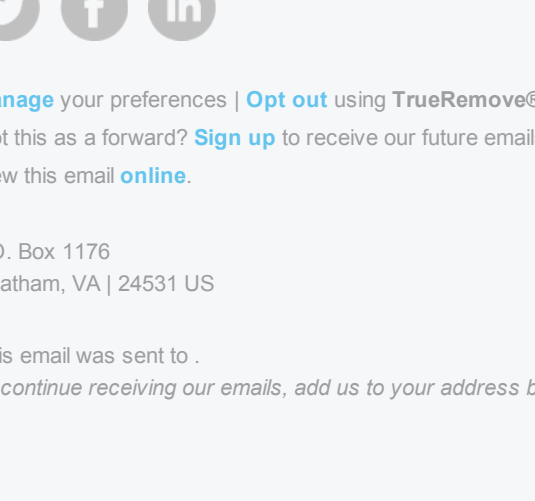 anage your preferences | Opt out using TrueRemove®
ot this as a forward? Sign up to receive our future email
ew this email online.
O. Box 1176
atham, VA | 24531 US
is email was sent to .
continue receiving our emails, add us to your address b